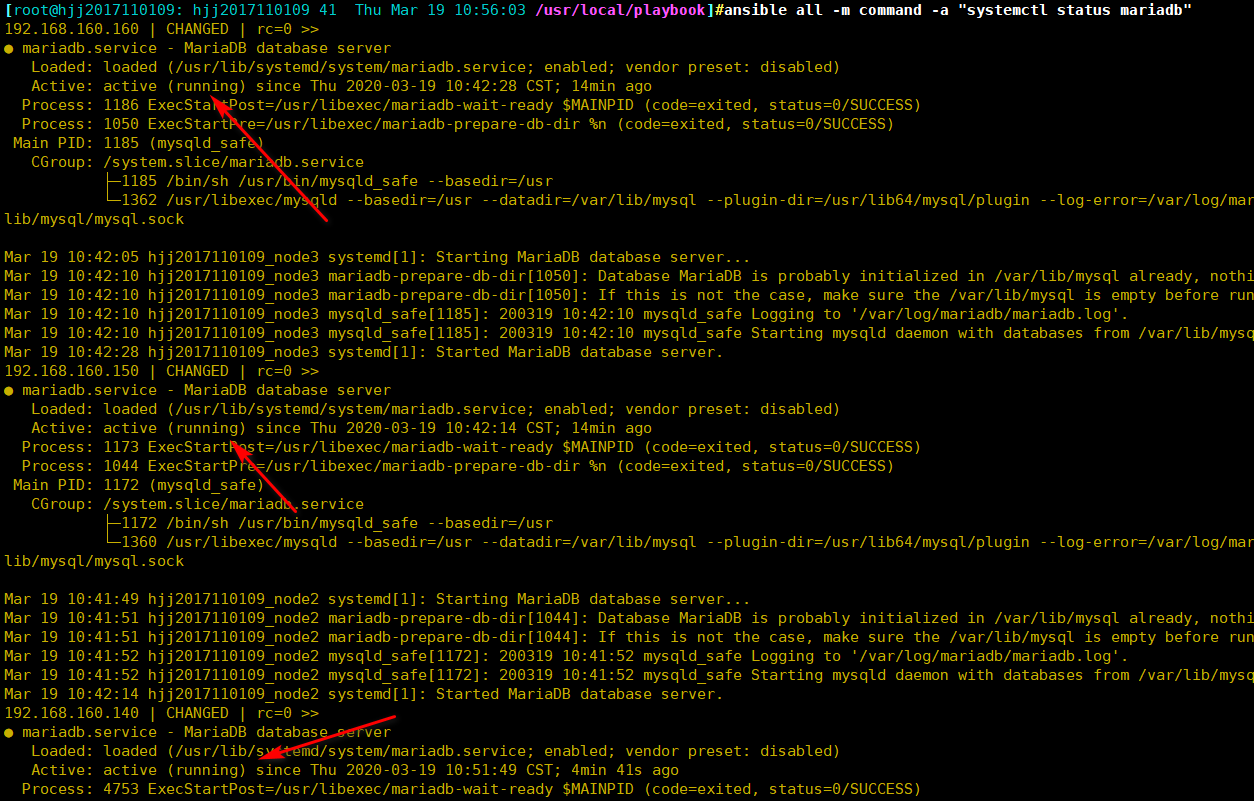 [root@hjj2017110109: hjj2017110109 41  Thu Mar 19 10:56:03 /usr/local/playbook]#ansible all -m command -a "systemctl status mariadb"
192.168.160.160 | CHANGED | rc=0 >>
● mariadb.service - MariaDB database server
   Loaded: loaded (/usr/lib/systemd/system/mariadb.service; enabled; vendor preset: disabled)
   Active: active (running) since Thu 2020-03-19 10:42:28 CST; 14min ago
  Process: 1186 ExecStartPost=/usr/libexec/mariadb-wait-ready $MAINPID (code=exited, status=0/SUCCESS)
  Process: 1050 ExecStartPre=/usr/libexec/mariadb-prepare-db-dir %n (code=exited, status=0/SUCCESS)
 Main PID: 1185 (mysqld_safe)
   CGroup: /system.slice/mariadb.service
           ├─1185 /bin/sh /usr/bin/mysqld_safe --basedir=/usr
           └─1362 /usr/libexec/mysqld --basedir=/usr --datadir=/var/lib/mysql --plugin-dir=/usr/lib64/mysql/plugin --log-error=/var/log/mar
lib/mysql/mysql.sock
Mar 19 10:42:05 hjj2017110109_node3 systemd[1]: Starting MariaDB database server...
Mar 19 10:42:10 hjj2017110109_node3 mariadb-prepare-db-dir[1050]: Database MariaDB is probably initialized in /var/lib/mysql already, nothi
Mar 19 10:42:10 hjj2017110109_node3 mariadb-prepare-db-dir[1050]: If this is not the case, make sure the /var/lib/mysql is empty before run
Mar 19 10:42:10 hjj2017110109_node3 mysqld_safe[1185]: 200319 10:42:10 mysqld_safe Logging to '/var/log/mariadb/mariadb.log'.
Mar 19 10:42:10 hjj2017110109_node3 mysqld_safe[1185]: 200319 10:42:10 mysqld_safe Starting mysqld daemon with databases from /var/lib/mysq
Mar 19 10:42:28 hjj2017110109_node3 systemd[1]: Started MariaDB database server.
192.168.160.150 | CHANGED | rc=0 >>
● mariadb.service - MariaDB database server
   Loaded: loaded (/usr/lib/systemd/system/mariadb.service; enabled; vendor preset: disabled)
   Active: active (running) since Thu 2020-03-19 10:42:14 CST; 14min ago
  Process: 1173 ExecStartPost=/usr/libexec/mariadb-wait-ready $MAINPID (code=exited, status=0/SUCCESS)
  Process: 1044 ExecStartPre=/usr/libexec/mariadb-prepare-db-dir %n (code=exited, status=0/SUCCESS)
 Main PID: 1172 (mysqld_safe)
   CGroup: /system.slice/mariadb.service
           ├─1172 /bin/sh /usr/bin/mysqld_safe --basedir=/usr
           └─1360 /usr/libexec/mysqld --basedir=/usr --datadir=/var/lib/mysql --plugin-dir=/usr/lib64/mysql/plugin --log-error=/var/log/mar
lib/mysql/mysql.sock
Mar 19 10:41:49 hjj2017110109_node2 systemd[1]: Starting MariaDB database server...
Mar 19 10:41:51 hjj2017110109_node2 mariadb-prepare-db-dir[1044]: Database MariaDB is probably initialized in /var/lib/mysql already, nothi
Mar 19 10:41:51 hjj2017110109_node2 mariadb-prepare-db-dir[1044]: If this is not the case, make sure the /var/lib/mysql is empty before run
Mar 19 10:41:52 hjj2017110109_node2 mysqld_safe[1172]: 200319 10:41:52 mysqld_safe Logging to '/var/log/mariadb/mariadb.log'.
Mar 19 10:41:52 hjj2017110109_node2 mysqld_safe[1172]: 200319 10:41:52 mysqld_safe Starting mysqld daemon with databases from /var/lib/mysq
Mar 19 10:42:14 hjj2017110109_node2 systemd[1]: Started MariaDB database server.
192.168.160.140 | CHANGED | rc=0 >>
● mariadb.service - MariaDB database server
   Loaded: loaded (/usr/lib/systemd/system/mariadb.service; enabled; vendor preset: disabled)
   Active: active (running) since Thu 2020-03-19 10:51:49 CST; 4min 41s ago
  Process: 4753 ExecStartPost=/usr/libexec/mariadb-wait-ready $MAINPID (code=exited, status=0/SUCCESS)